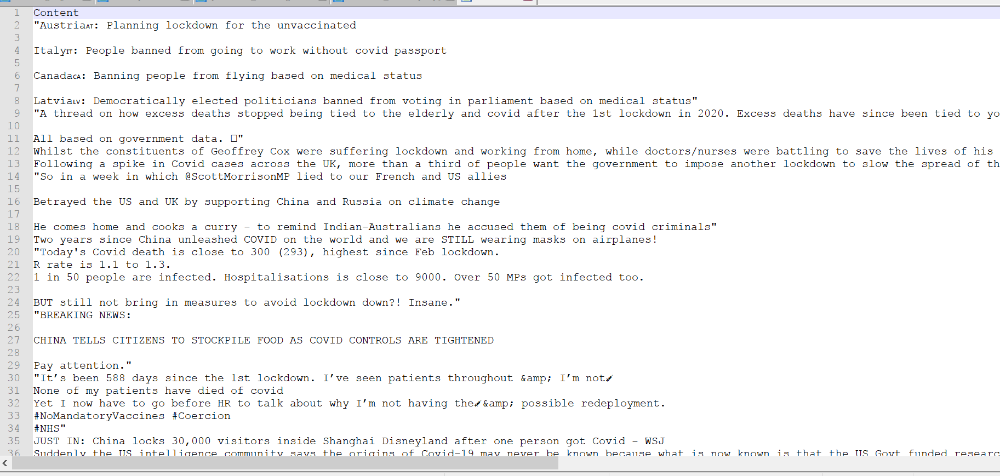 1 Content
2 "Austria🇦🇹: Planning lockdown for the unvaccinated
3
4 Italy🇮🇹: People banned from going to work without covid passport
5
6 Canada🇨🇦: Banning people from flying based on medical status
7
8 Latvia🇱🇻: Democratically elected politicians banned from voting in parliament based on medical status"
9 "A thread on how excess deaths stopped being tied to the elderly and covid after the 1st lockdown in 2020. Excess deaths have since been tied to yo
10
11 All based on government data. "
12 Whilst the constituents of Geoffrey Cox were suffering lockdown and working from home, while doctors/nurses were battling to save the lives of his
13 Following a spike in Covid cases across the UK, more than a third of people want the government to impose another lockdown to slow the spread of th
14 "So in a week in which @ScottMorrisonMP lied to our French and US allies
15
16 Betrayed the US and UK by supporting China and Russia on climate change
17
18 He comes home and cooks a curry - to remind Indian-Australians he accused them of being covid criminals"
19 Two years since China unleashed COVID on the world and we are STILL wearing masks on airplanes!
20 "Today's Covid death is close to 300 (293), highest since Feb lockdown.
21 R rate is 1.1 to 1.3.
22 1 in 50 people are infected. Hospitalisations is close to 9000. Over 50 MPs got infected too.
23
24 BUT still not bring in measures to avoid lockdown down?! Insane."
25 "BREAKING NEWS:
26
27 CHINA TELLS CITIZENS TO STOCKPILE FOOD AS COVID CONTROLS ARE TIGHTENED
28
29 Pay attention."
30 "It’s been 588 days since the 1st lockdown. I’ve seen patients throughout &amp; I’m not💉
31 None of my patients have died of covid
32 Yet I now have to go before HR to talk about why I’m not having the💉&amp; possible redeployment.
33 #NoMandatoryVaccines #Coercion
34 #NHS"
35 JUST IN: China locks 30,000 visitors inside Shanghai Disneyland after one person got Covid - WSJ
36 Suddenly the US intelligence community says the origins of Covid-19 may never be known because what is now known is that the US Govt funded researc